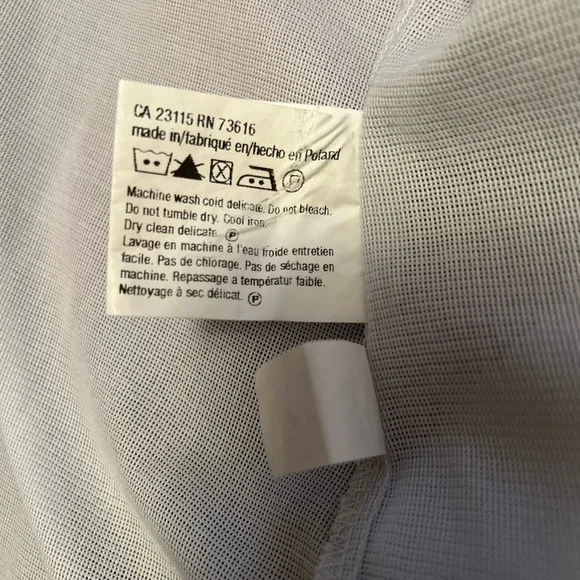 CA 23115 RN 73616
made in/fabriqué en/hecho en Poland
Machine wash cold delicate. Do not bleach.
Do not tumble dry. Cool iron.
Dry clean delicate. Ⓟ
Lavage en machine à l'eau froide entretien
facile. Pas de chlorage. Pas de séchage en
machine. Repassage a températur faible.
Nettoyage à sec délicat. Ⓟ